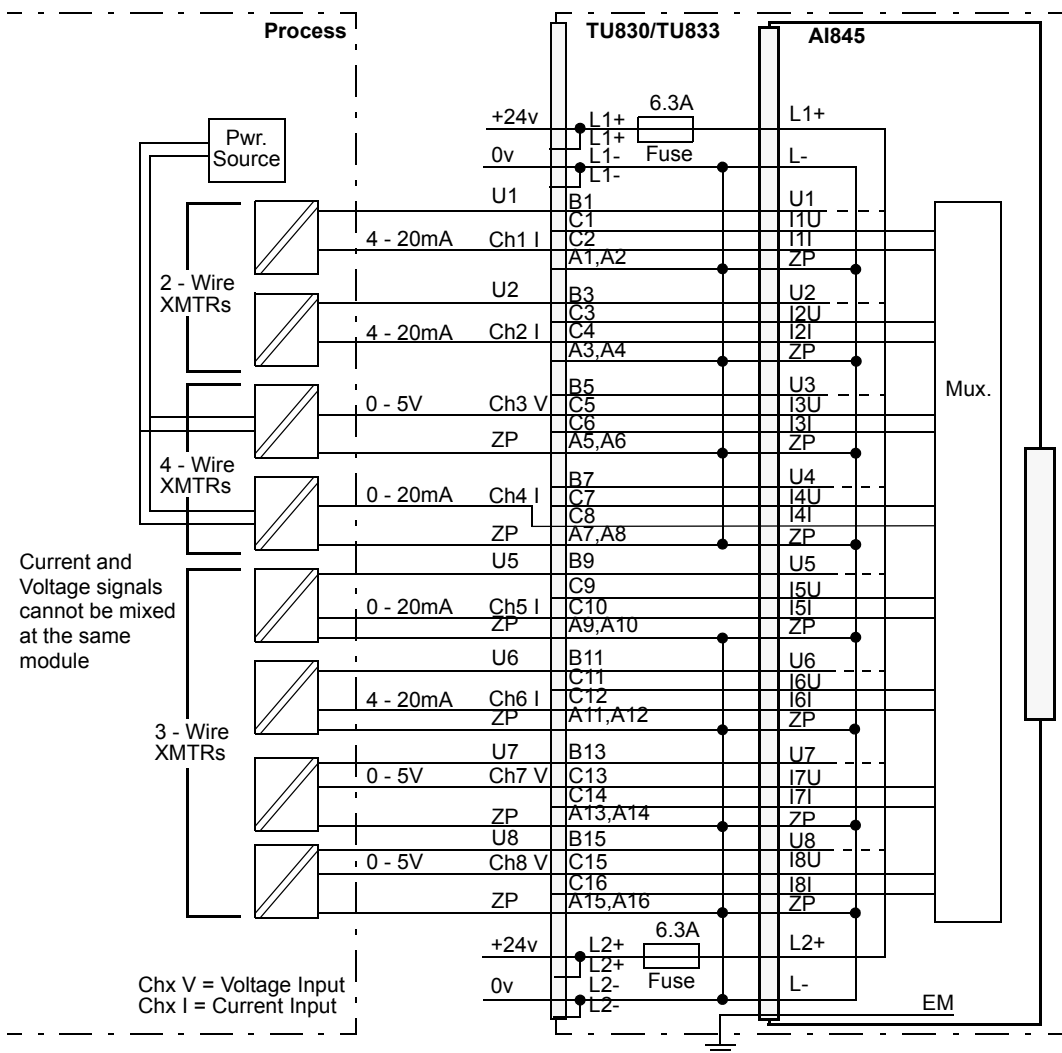 Process
TU830/TU833
AI845
6.3A
+24v
L1+
L1+
L1+
Fuse
0v
L1-
L1-
L-
Pwr.
Source
U1
B1
U1
C1
I1U
4 - 20mA
Ch1 I
C2
I1I
A1,A2
ZP
2 - Wire
XMTRs
U2
B3
U2
C3
I2U
4 - 20mA
Ch2 I
C4
I2I
A3,A4
ZP
B5
U3
Mux.
0 - 5V
Ch3 V
C5
I3U
C6
I3I
ZP
A5,A6
ZP
4 - Wire
XMTRs
B7
U4
0 - 20mA
Ch4 I
C7
I4U
C8
I4I
ZP
A7,A8
ZP
Current and
Voltage signals
cannot be mixed
at the same
module
U5
B9
U5
C9
I5U
0 - 20mA
Ch5 I
C10
I5I
ZP
A9,A10
ZP
U6
B11
U6
C11
I6U
4 - 20mA
Ch6 I
C12
I6I
ZP
A11,A12
ZP
3 - Wire
XMTRs
U7
B13
U7
0 - 5V
Ch7 V
C13
I7U
C14
I7I
ZP
A13,A14
ZP
U8
B15
U8
0 - 5V
Ch8 V
C15
I8U
C16
I8I
ZP
A15,A16
ZP
6.3A
+24v
L2+
L2+
L2+
Fuse
0v
L2-
L2-
L-
Chx V = Voltage Input
Chx I = Current Input
EM